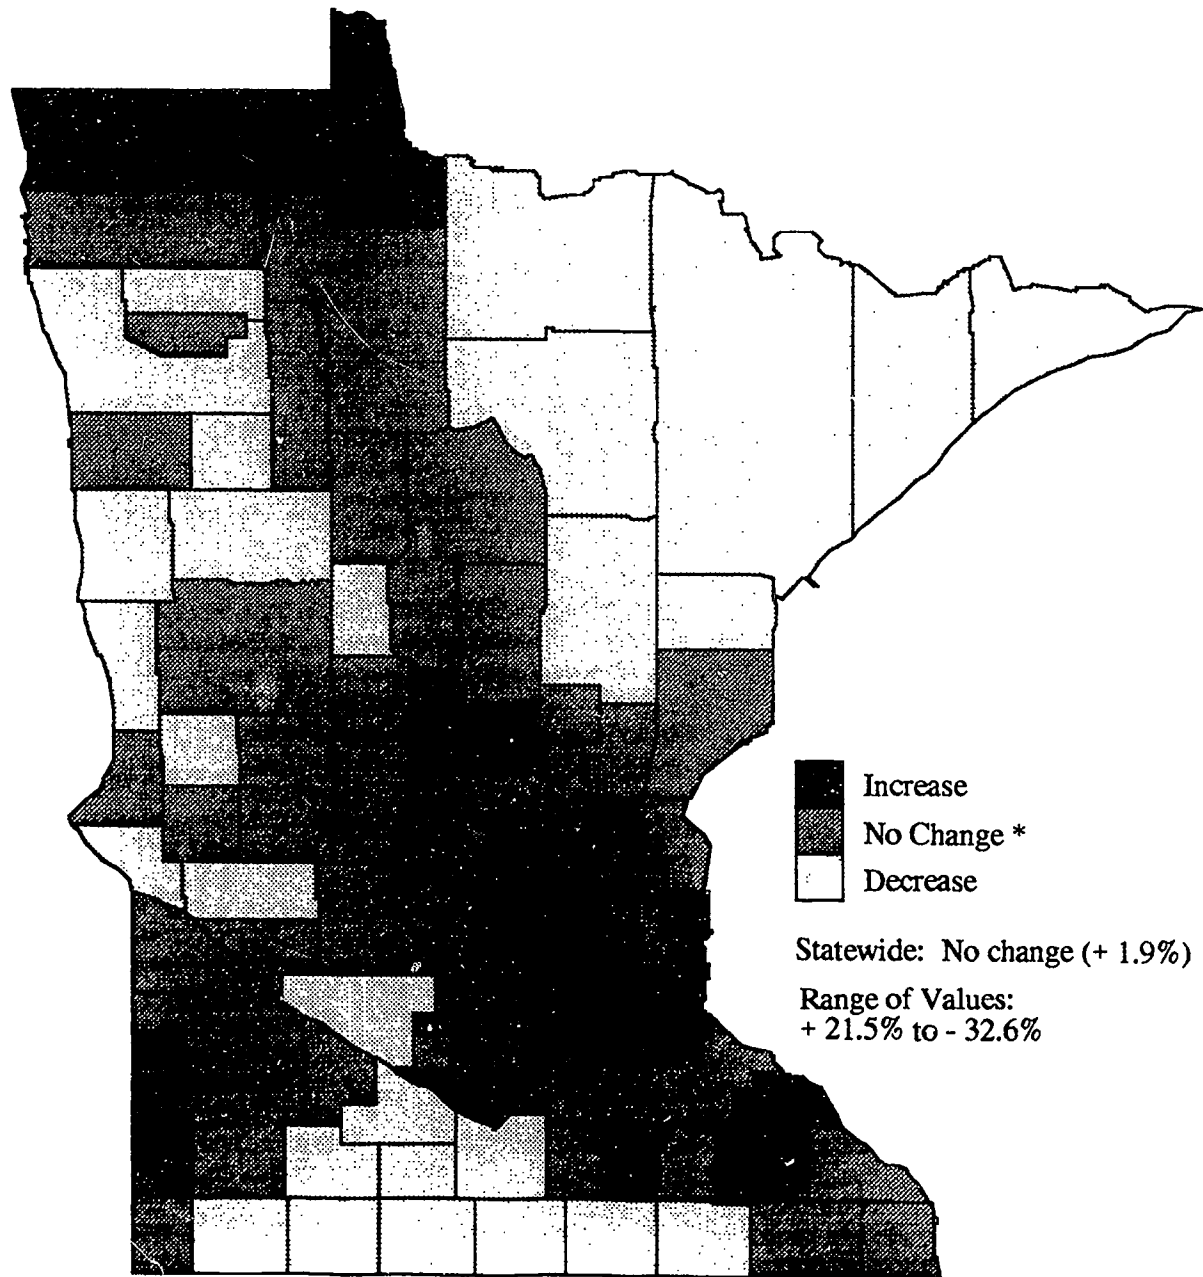 Increase
No Change *
Decrease
Statewide: No change (+ 1.9%)
Range of Values:
+ 21.5% to - 32.6%